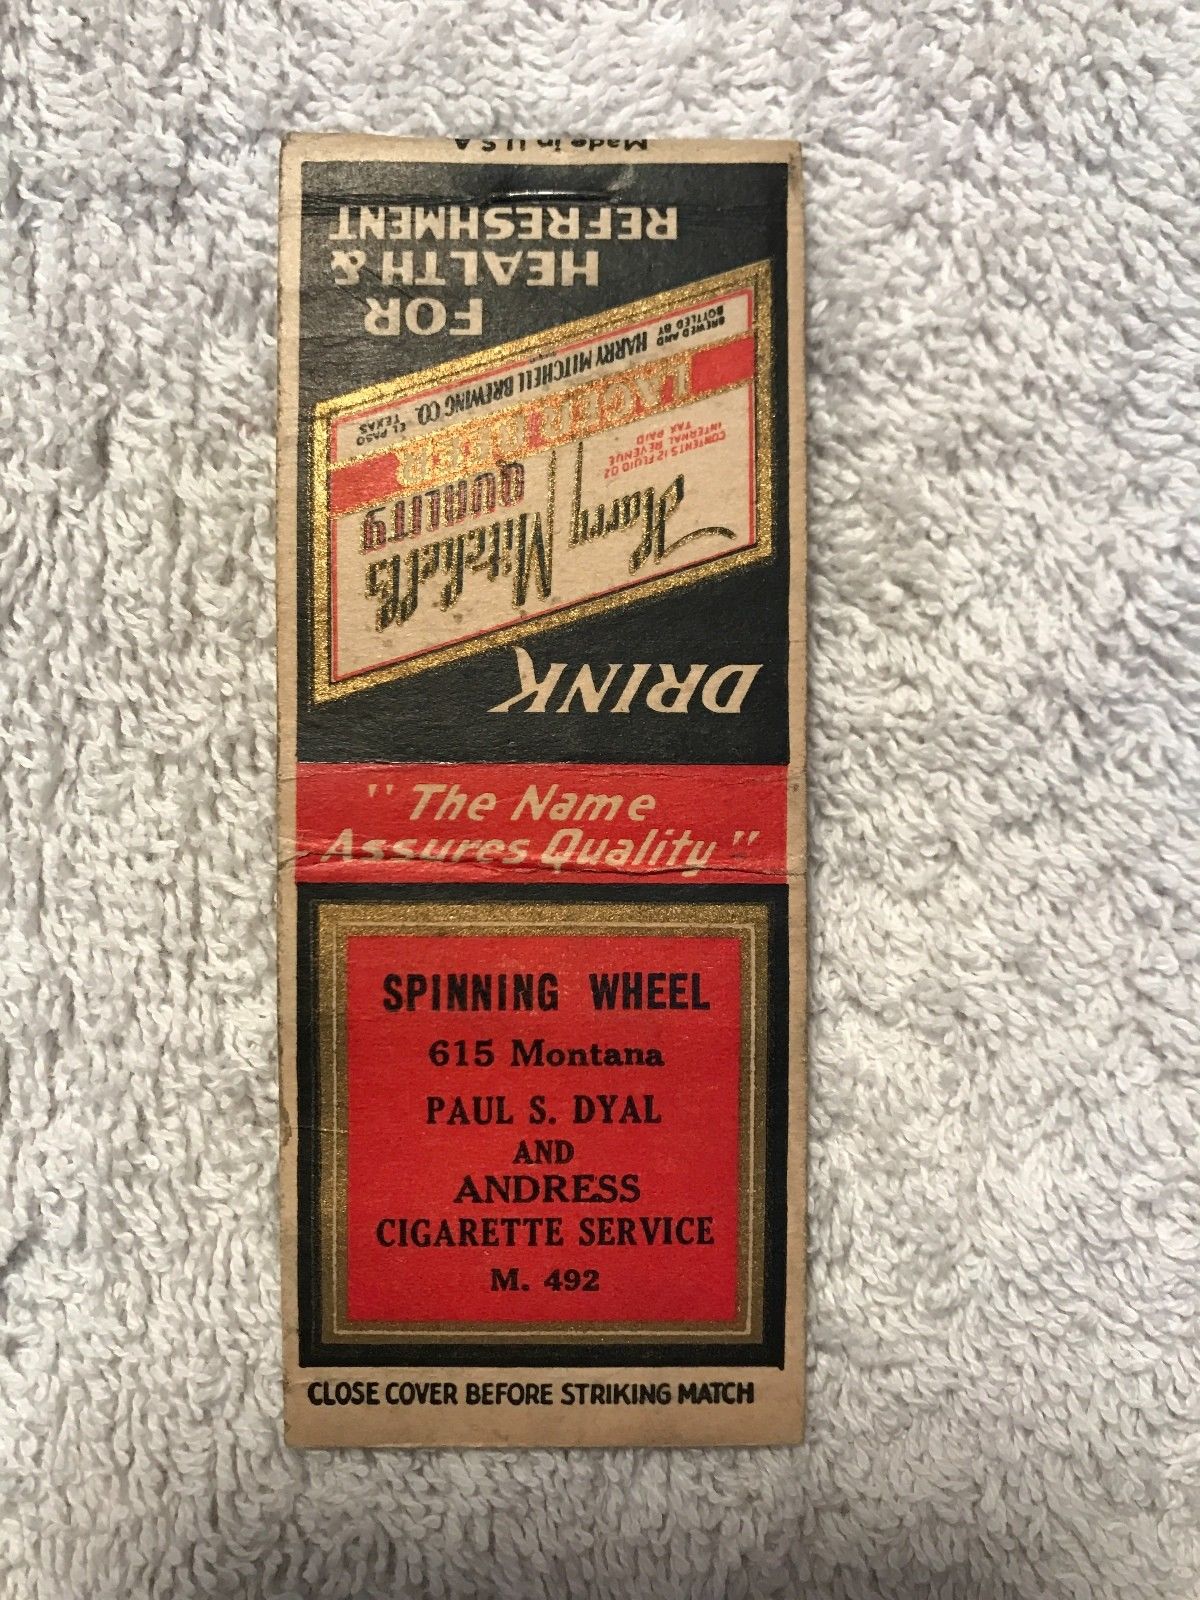 Made in U.S.A
DRINK
Harry
Mitchell's
QUALITY
CONTENTS 12 FLUID OZ
INTERNAL REVENUE
TAX PAID
LAGER BEER
BREWED AND
BOTTLED BY
HARRY MITCHELL BREWING CO.
EL PASO
TEXAS
FOR
HEALTH &
REFRESHMENT
"The Name
Assures Quality"
SPINNING WHEEL
615 Montana
PAUL S. DYAL
AND
ANDRESS
CIGARETTE SERVICE
M. 492
CLOSE COVER BEFORE STRIKING MATCH